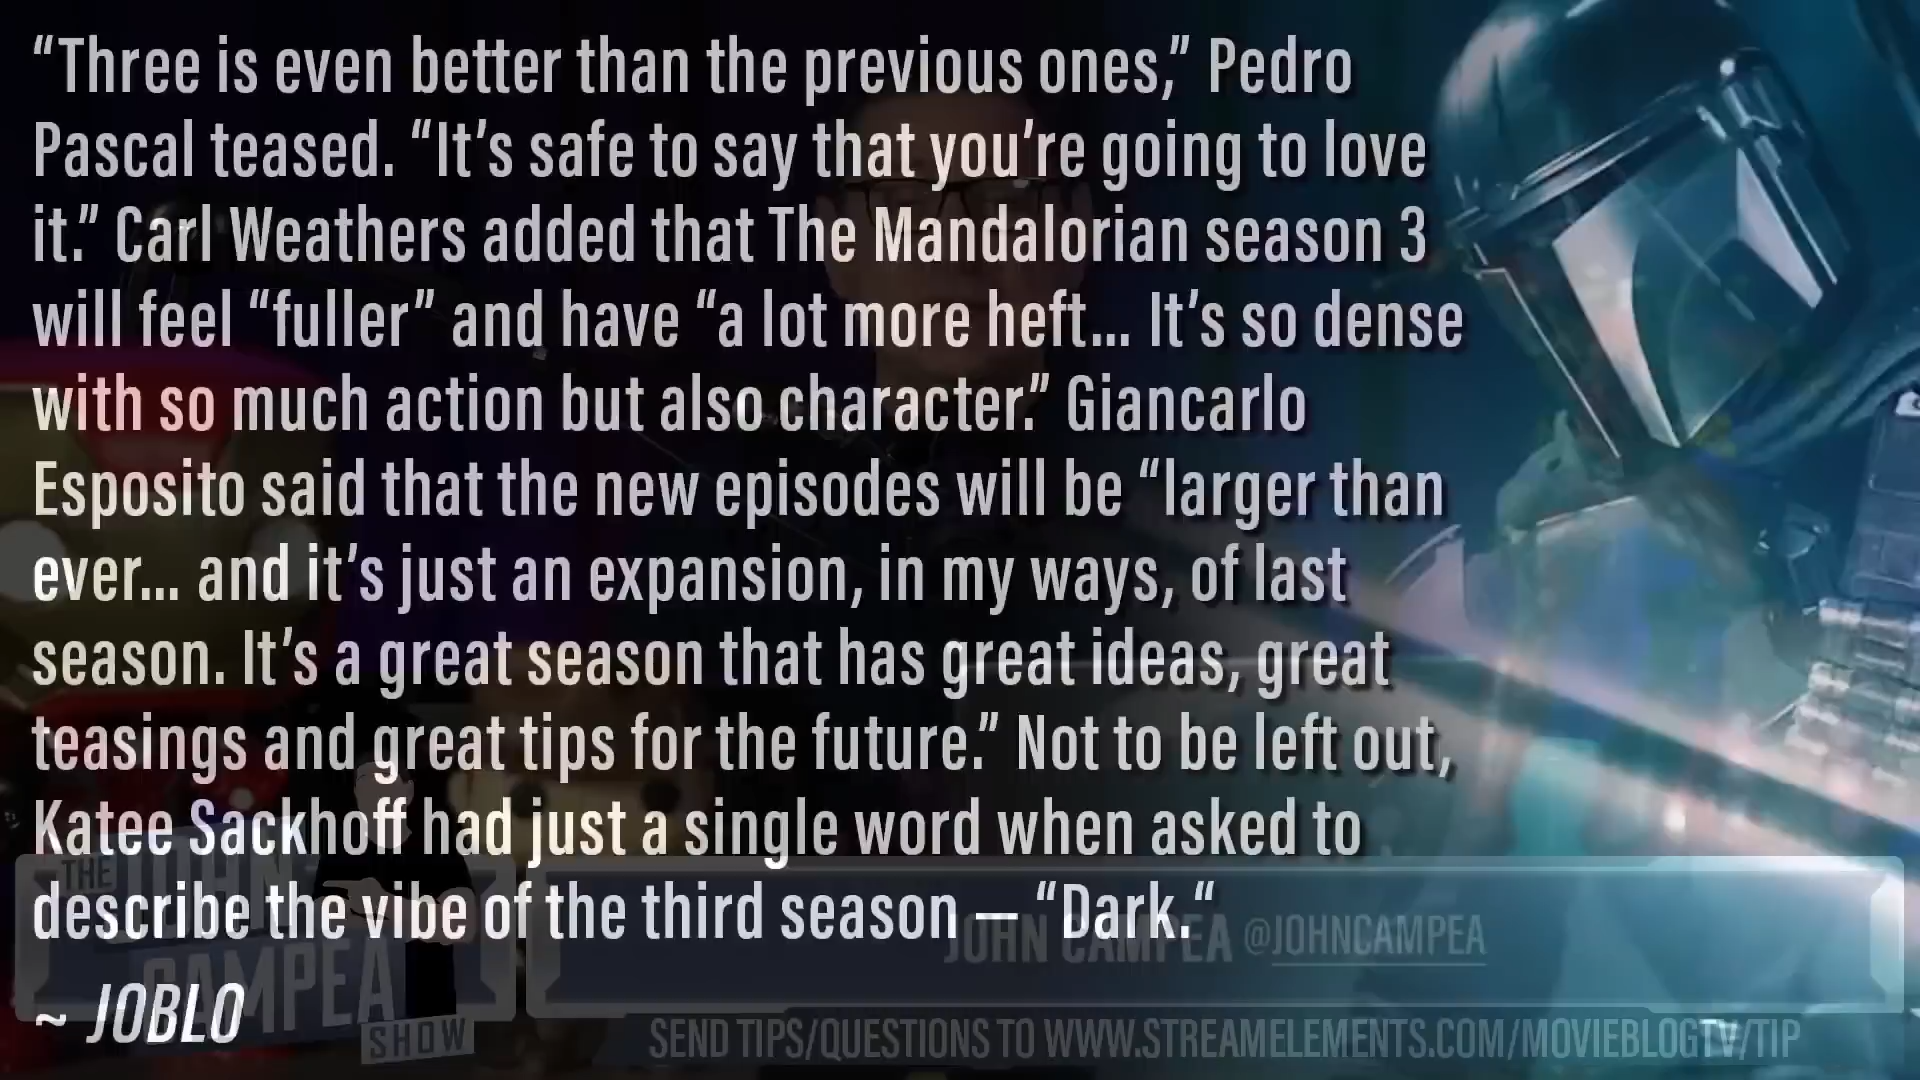 “Three is even better than the previous ones,” Pedro
Pascal teased. “It’s safe to say that you’re going to love
it.” Carl Weathers added that The Mandalorian season 3
will feel “fuller” and have “a lot more heft... It’s so dense
with so much action but also character.” Giancarlo
Esposito said that the new episodes will be “larger than
ever... and it’s just an expansion, in my ways, of last
season. It’s a great season that has great ideas, great
teasings and great tips for the future.” Not to be left out,
Katee Sackhoff had just a single word when asked to
describe the vibe of the third season — “Dark.“
~ JOBLO
THE
JOHN
CAMPEA
SHOW
JOHN CAMPEA @JOHNCAMPEA
SEND TIPS/QUESTIONS TO WWW.STREAMELEMENTS.COM/MOVIEBLOGTV/TIP